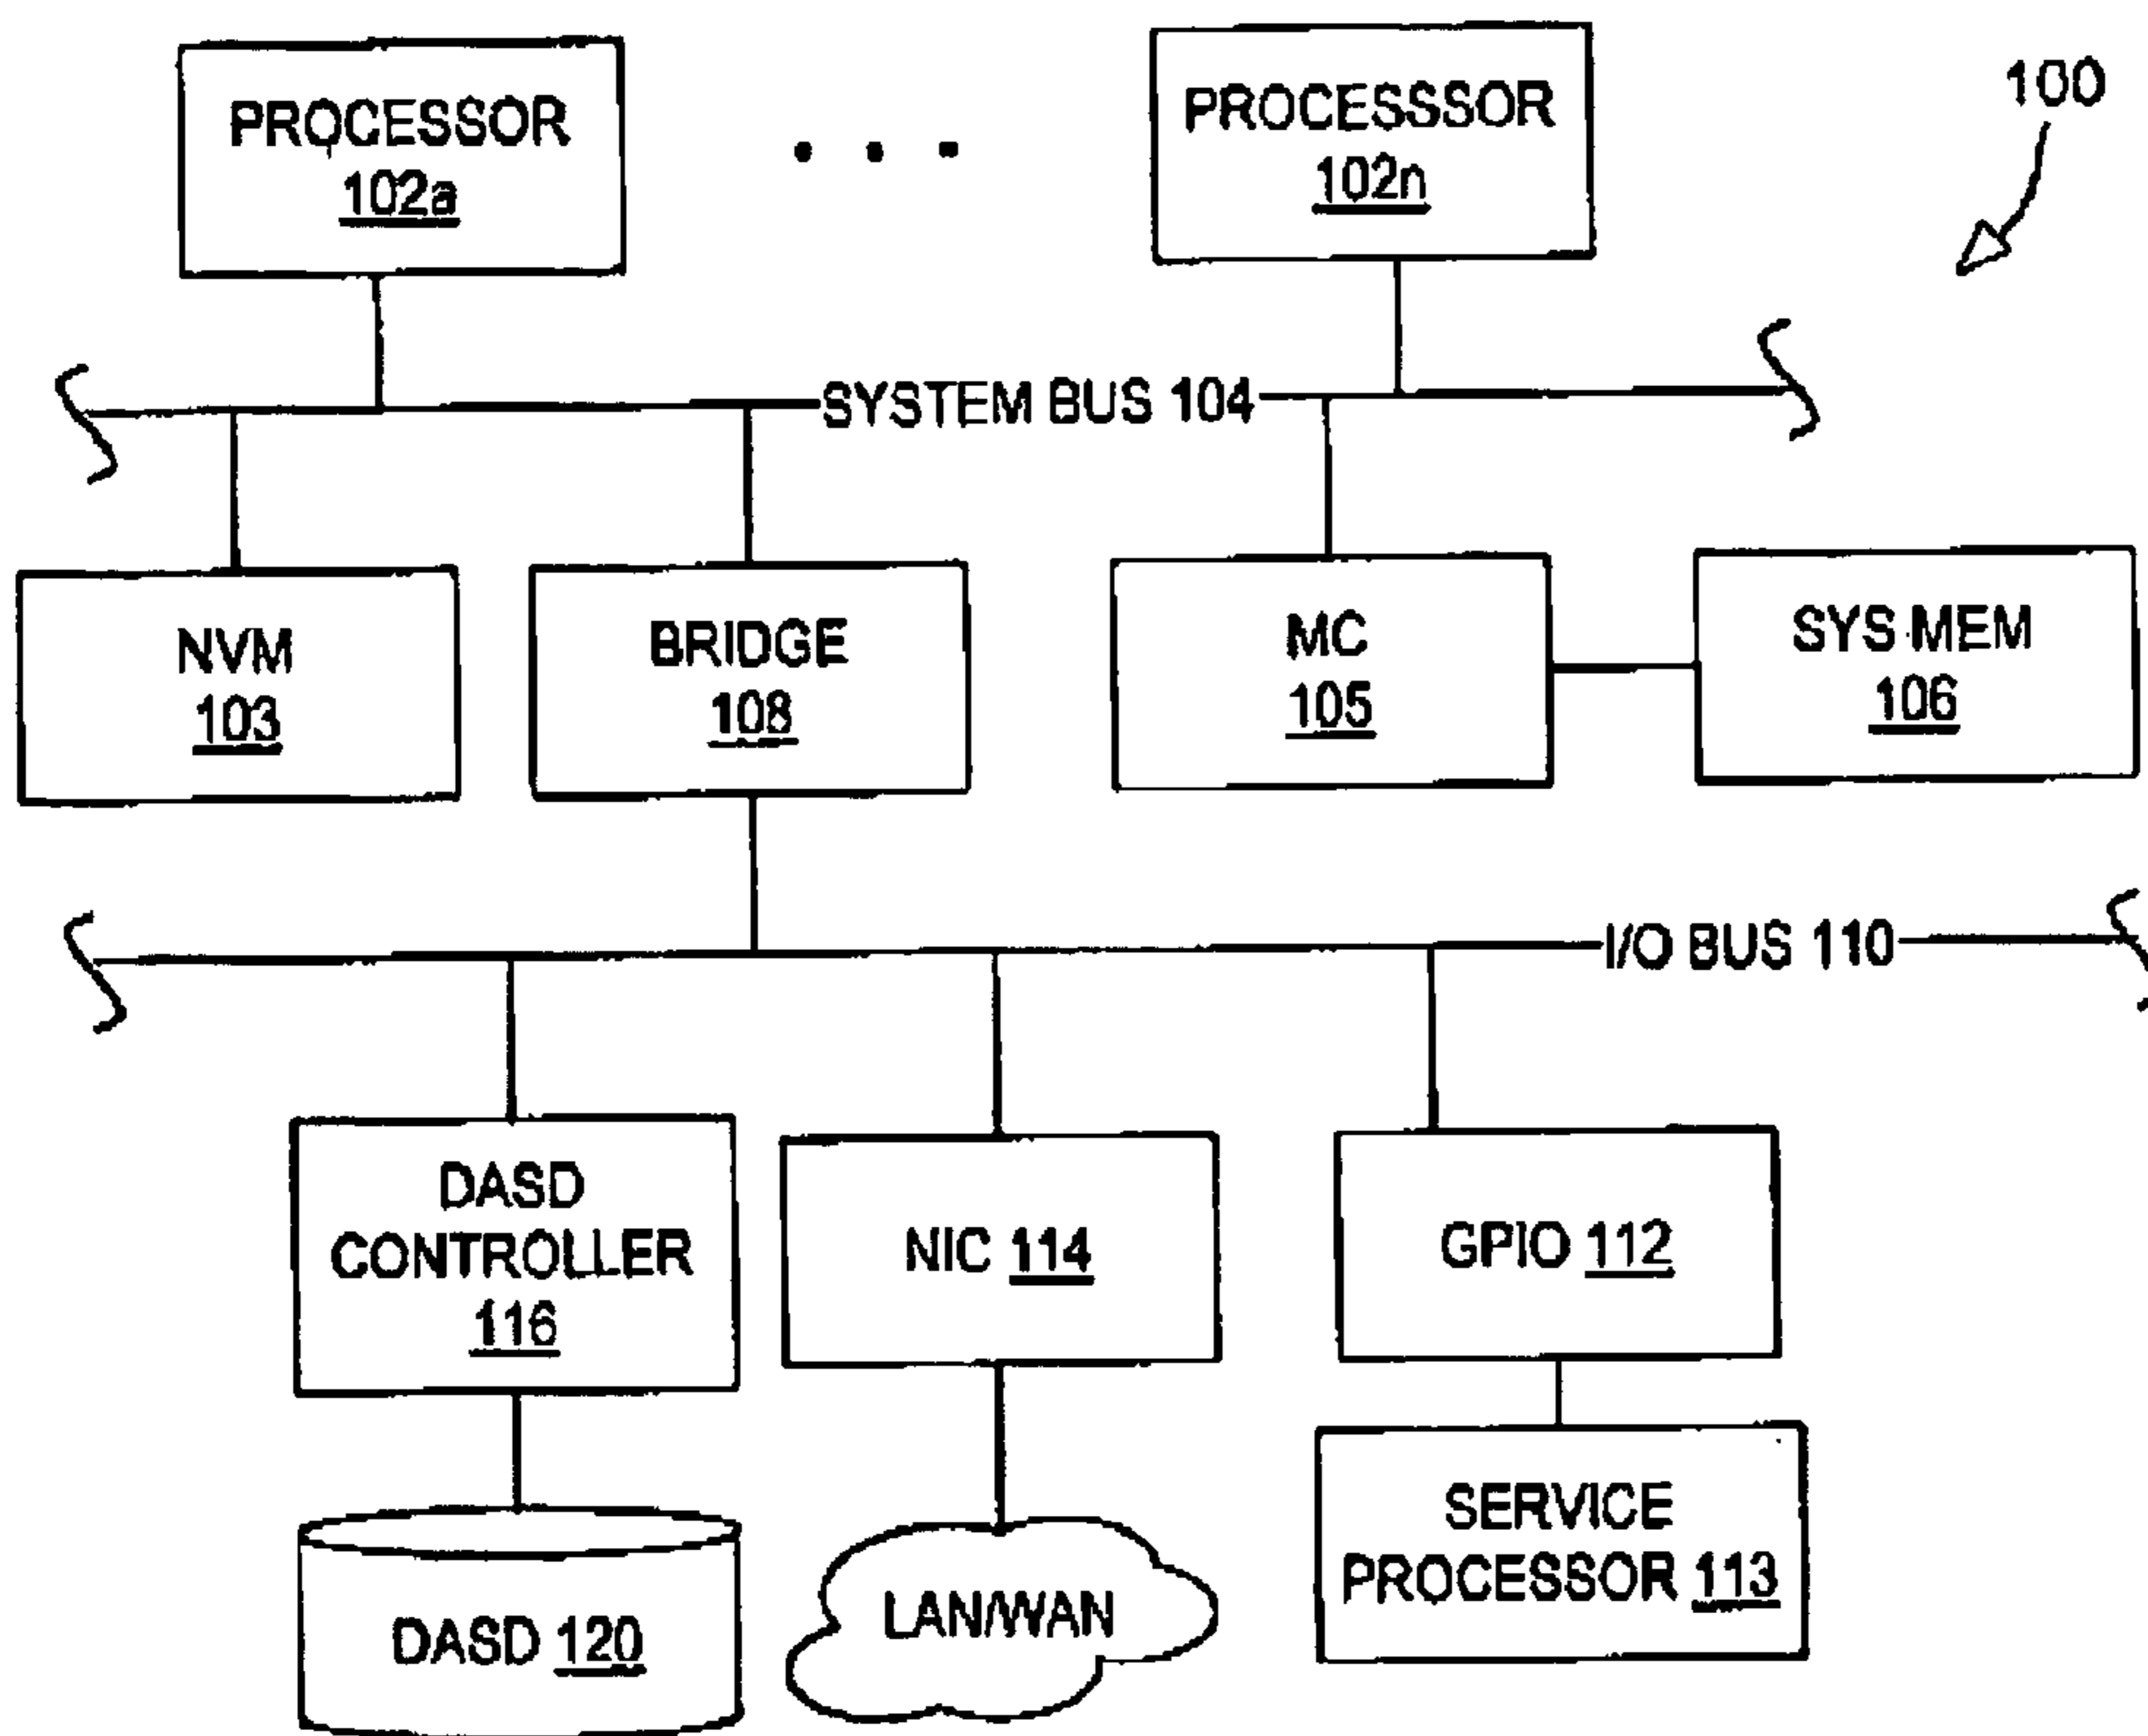 PROCESSOR
102a
. . .
PROCESSSOR
102n
100
SYSTEM BUS 104
NVM
103
BRIDGE
108
MC
105
SYS MEM
106
I/O BUS 110
DASD
CONTROLLER
116
NIC 114
GPIO 112
DASD 120
LAN/WAN
SERVICE
PROCESSOR 113